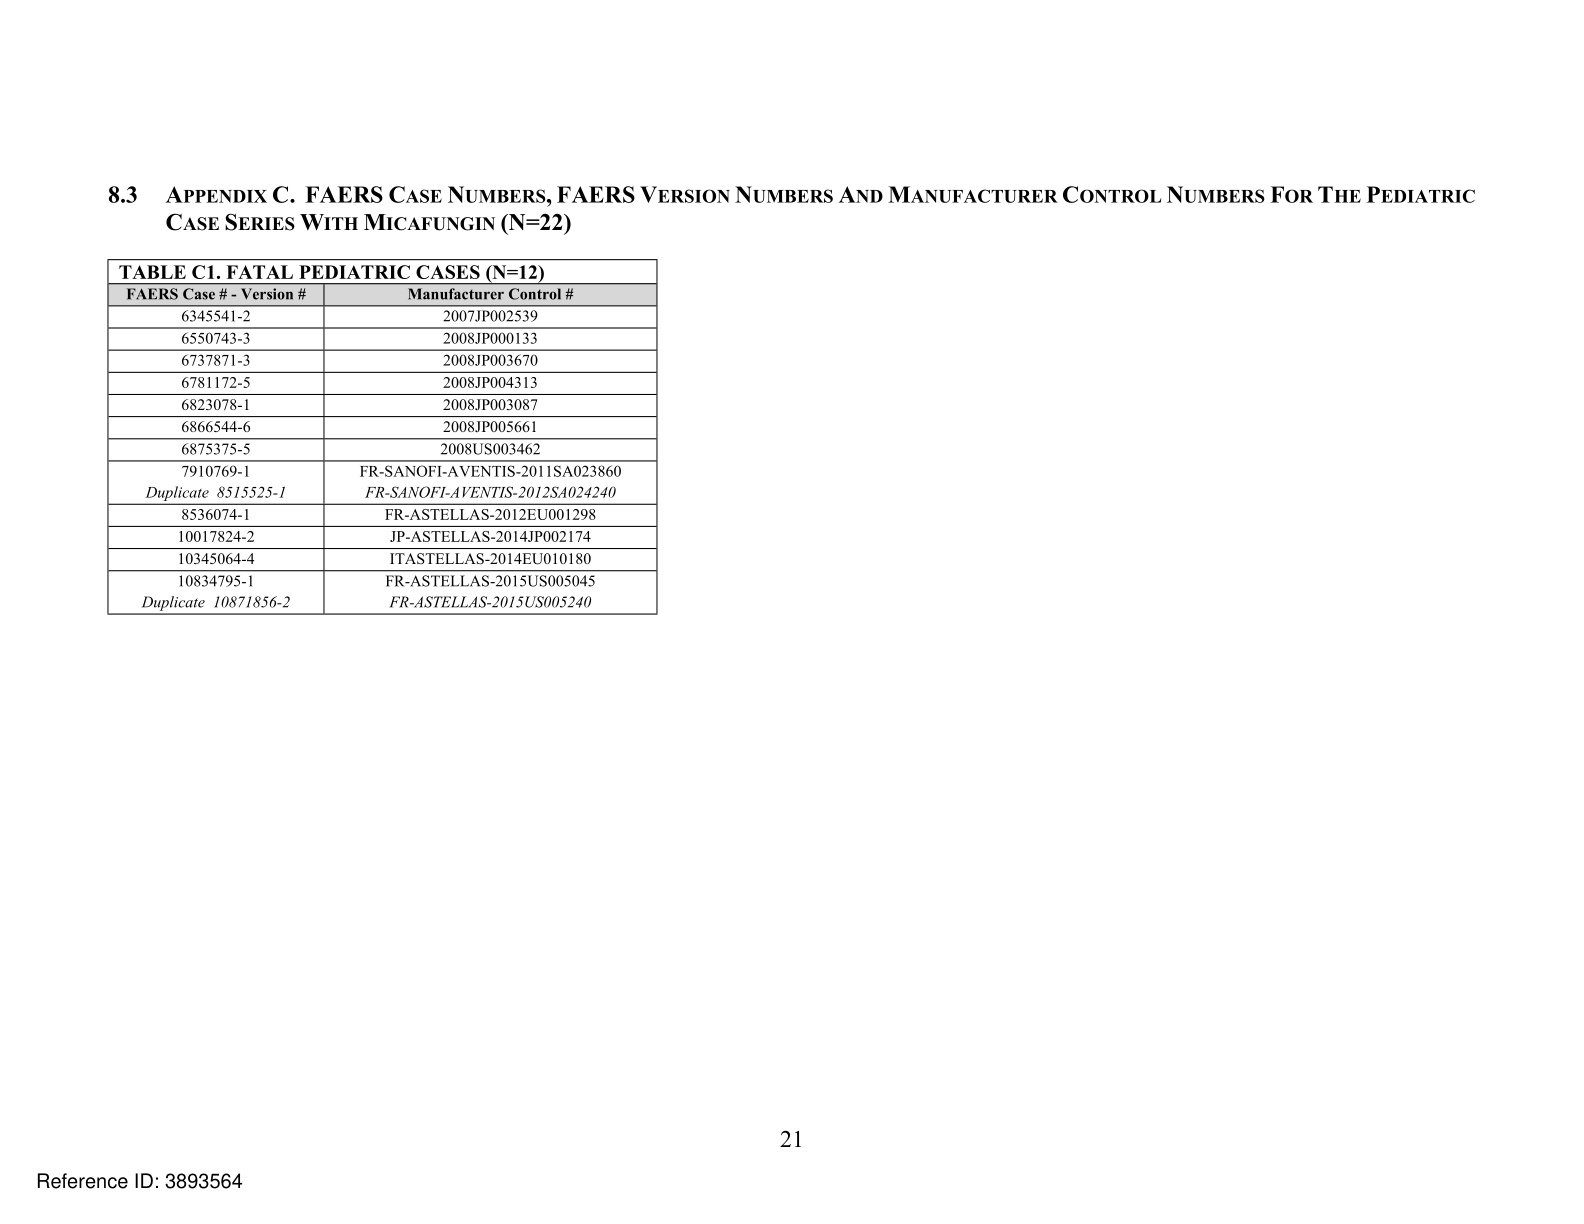 8.3 APPENDIX C. FAERS CASE NUMBERS, FAERS VERSION NUMBERS AND MANUFACTURER CONTROL NUMBERS FOR THE PEDIATRIC
CASE SERIES WITH MICAFUNGIN (N=22)
TABLE C1. FATAL PEDIATRIC CASES (N=12)
FAERS Case # - Version # Manufacturer Control #
6345541-2 2007JP002539
6550743-3 2008JP000133
6737871-3 2008JP003670
6781172-5 2008JP004313
6823078-1 2008JP003087
6866544-6 2008JP005661
6875375-5 2008US003462
7910769-1 FR-SANOFI-AVENTIS-2011SA023860
Duplicate 8515525-1 FR-SANOFI-AVENTIS-2012SA024240
8536074-1 FR-ASTELLAS-2012EU001298
10017824-2 JP-ASTELLAS-2014JP002174
10345064-4 ITASTELLAS-2014EU010180
10834795-1 FR-ASTELLAS-2015US005045
Duplicate 10871856-2 FR-ASTELLAS-2015US005240
21
Reference ID: 3893564